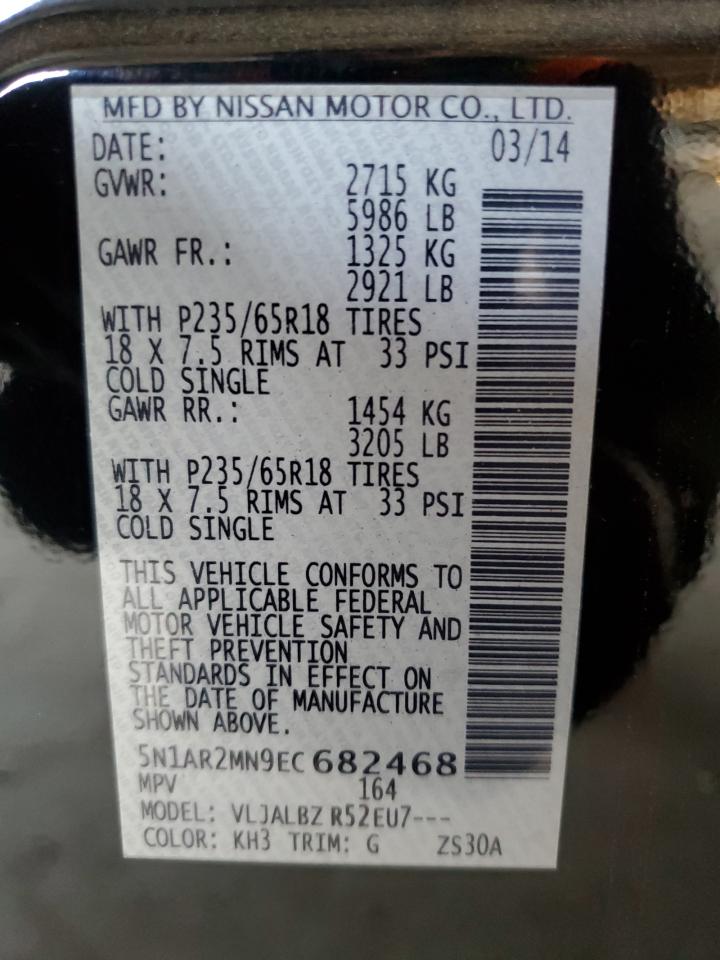 MFD BY NISSAN MOTOR CO., LTD.
DATE: 03/14
GVWR: 2715 KG
5986 LB
GAWR FR.: 1325 KG
2921 LB
WITH P235/65R18 TIRES
18 X 7.5 RIMS AT 33 PSI
COLD SINGLE
GAWR RR.: 1454 KG
3205 LB
WITH P235/65R18 TIRES
18 X 7.5 RIMS AT 33 PSI
COLD SINGLE
THIS VEHICLE CONFORMS TO
ALL APPLICABLE FEDERAL
MOTOR VEHICLE SAFETY AND
THEFT PREVENTION
STANDARDS IN EFFECT ON
THE DATE OF MANUFACTURE
SHOWN ABOVE.
5N1AR2MN9EC 682468
MPV 164
MODEL: VLJALBZ R52EU7---
COLOR: KH3 TRIM: G ZS30A